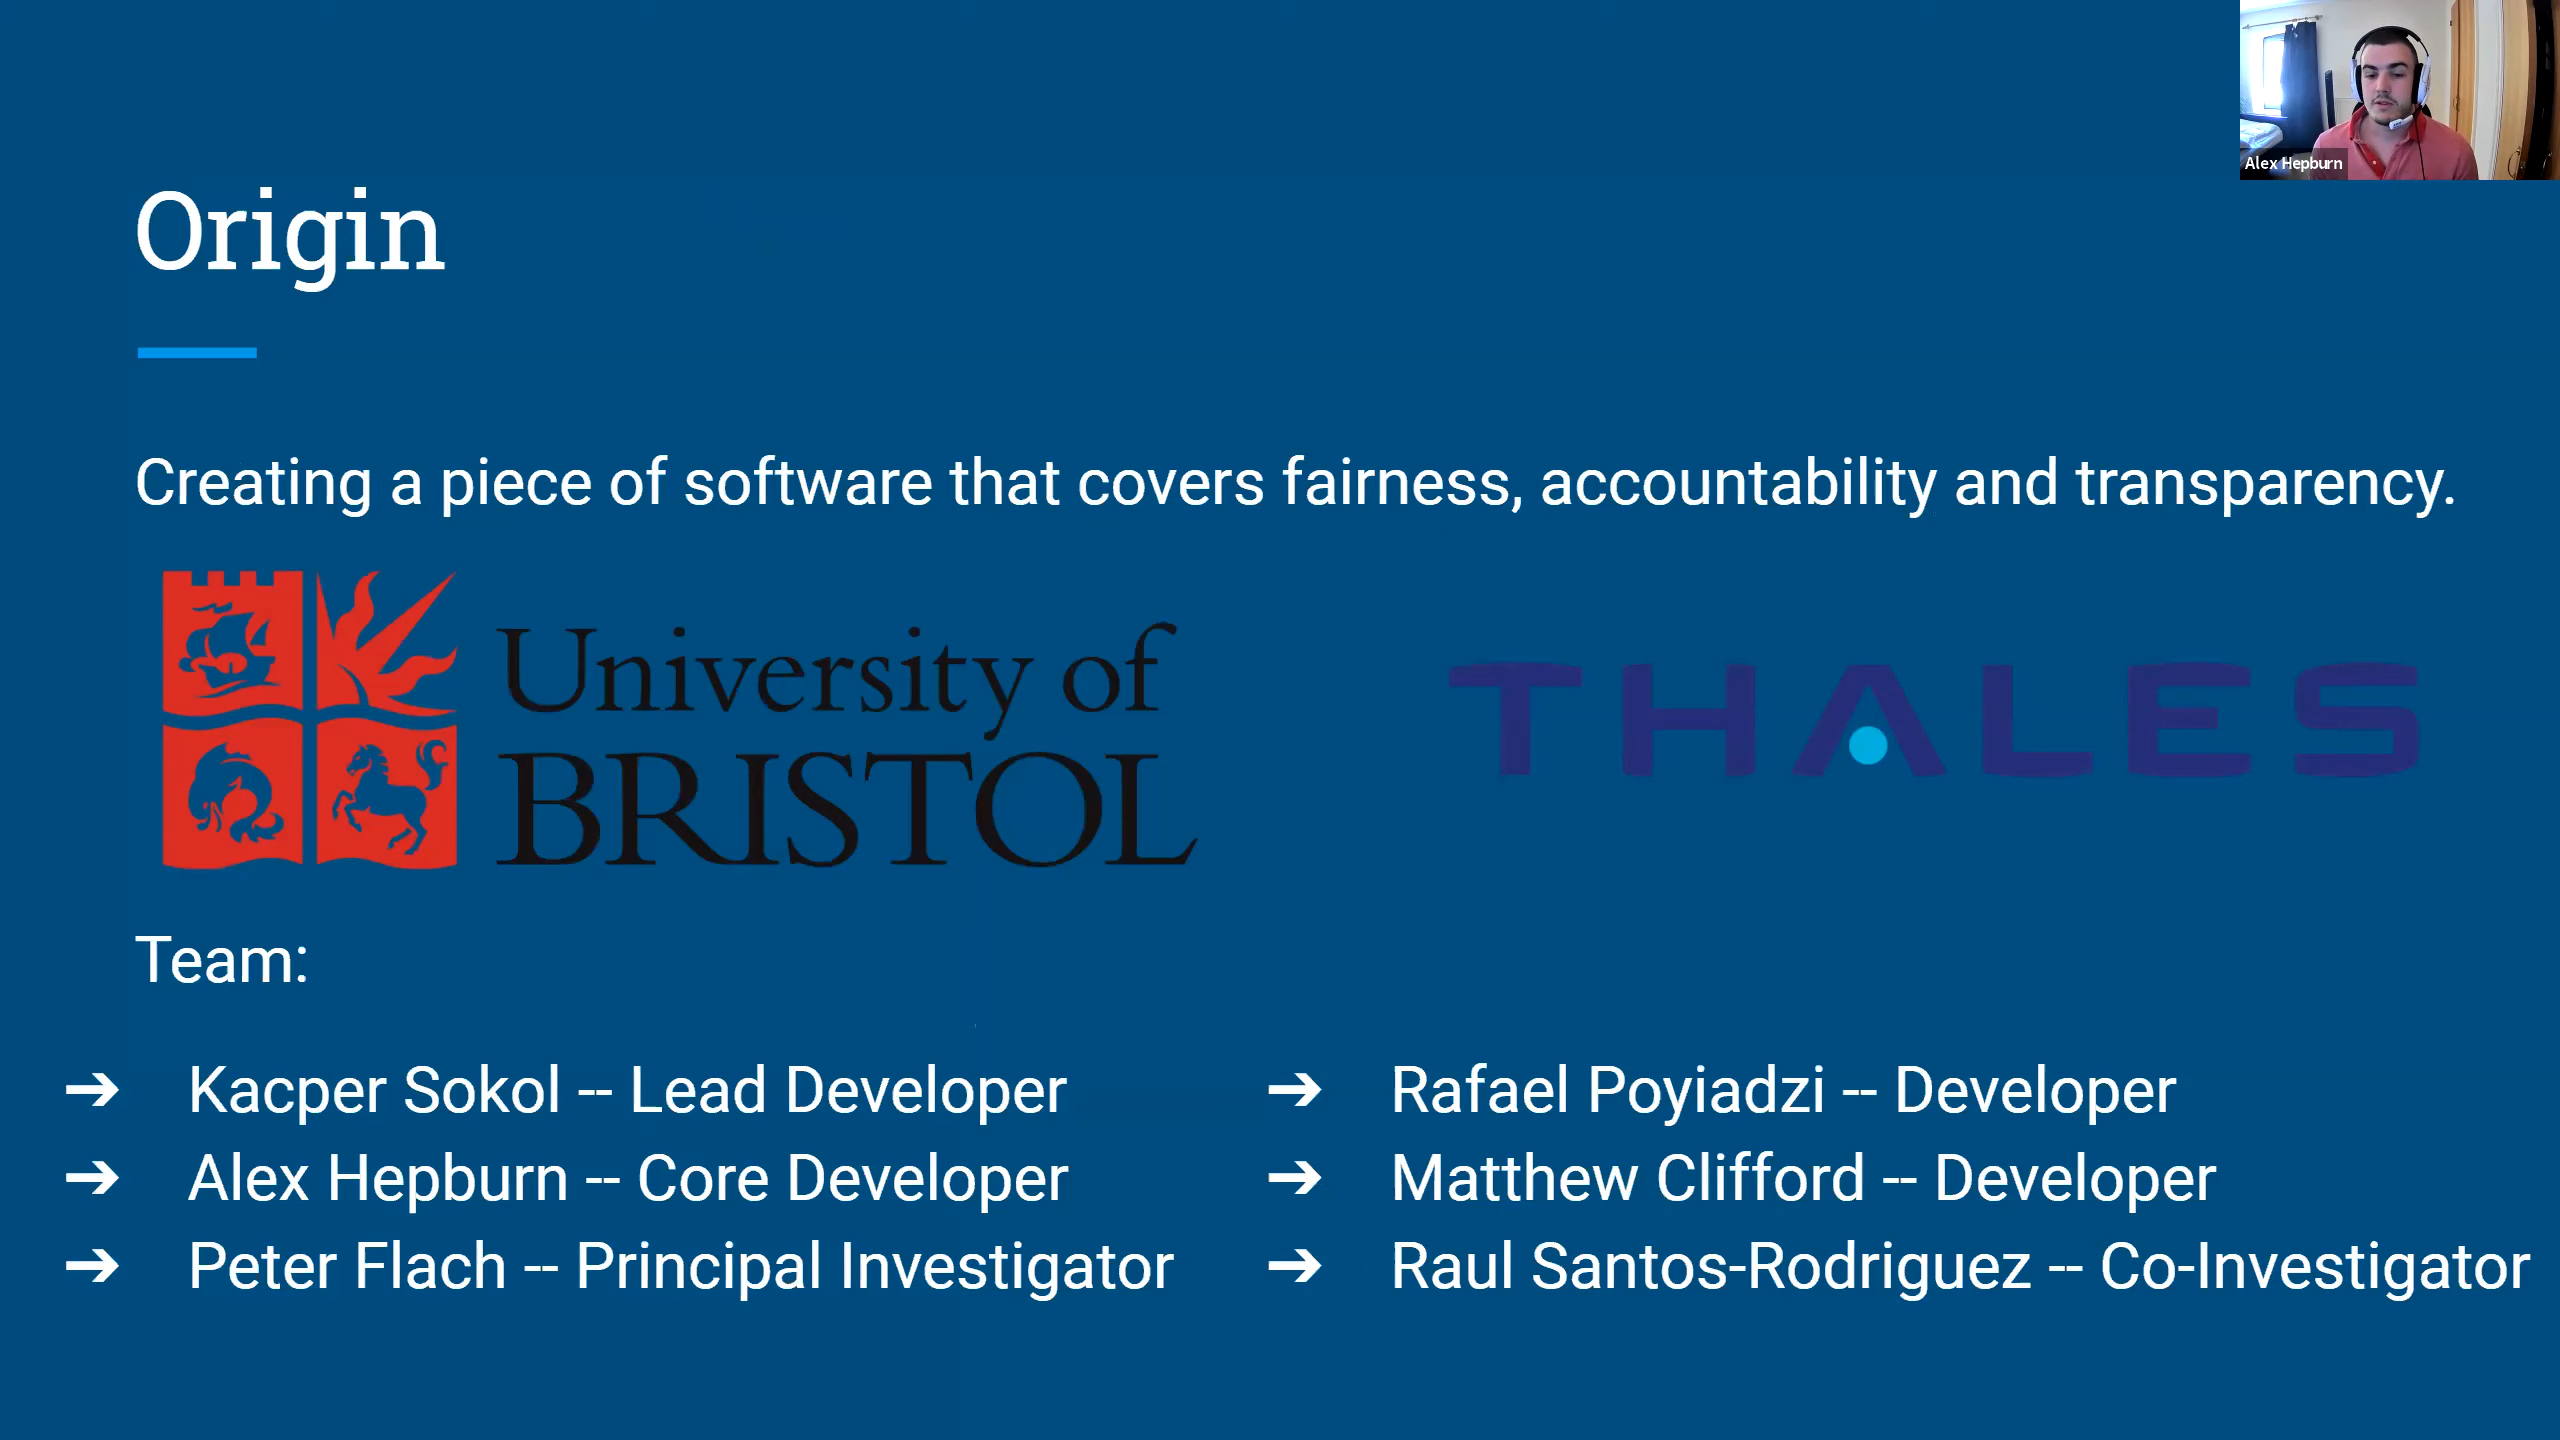 Alex Hepburn
Origin
Creating a piece of software that covers fairness, accountability and transparency.
University of
BRISTOL
THALES
Team:
➔ Kacper Sokol -- Lead Developer
➔ Alex Hepburn -- Core Developer
➔ Peter Flach -- Principal Investigator
➔ Rafael Poyiadzi -- Developer
➔ Matthew Clifford -- Developer
➔ Raul Santos-Rodriguez -- Co-Investigator